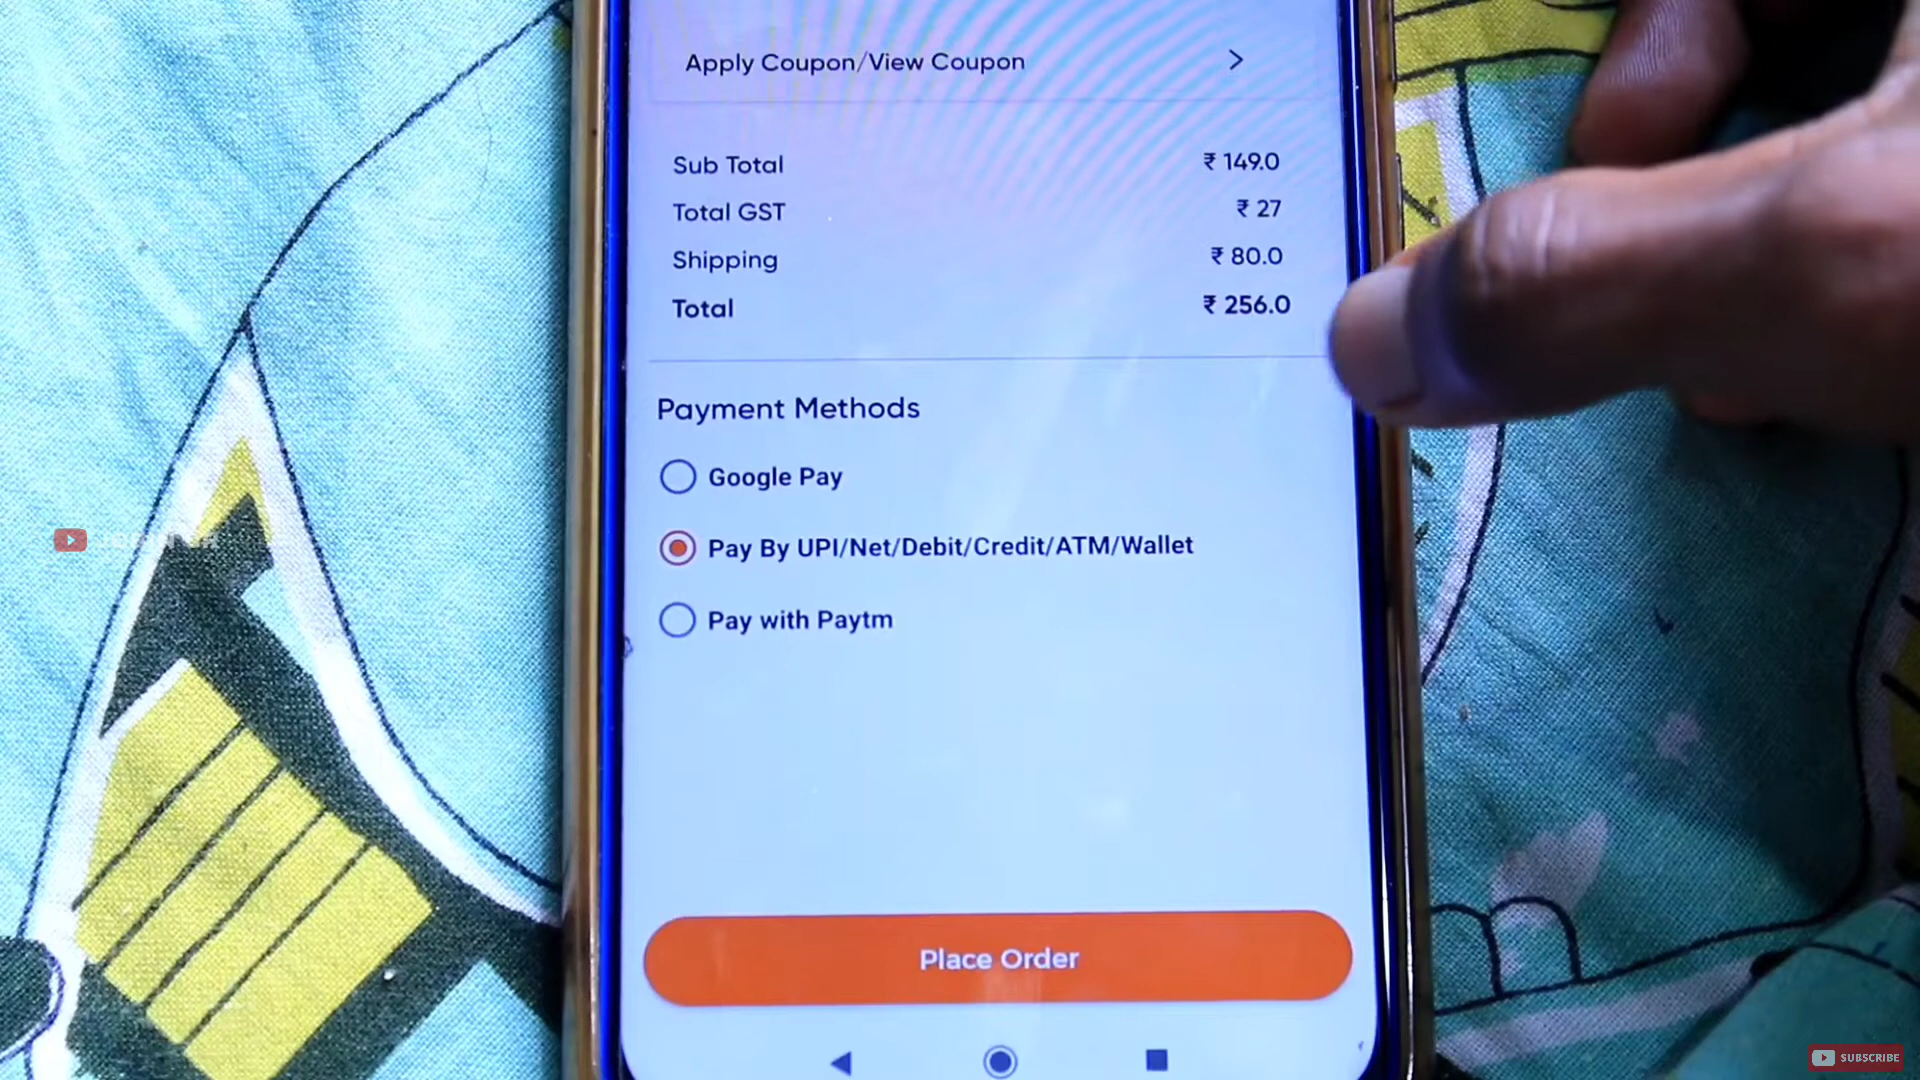 Apply Coupon/View Coupon
Sub Total ₹ 149.0
Total GST ₹ 27
Shipping ₹ 80.0
Total ₹ 256.0
Payment Methods
Google Pay
Pay By UPI/Net/Debit/Credit/ATM/Wallet
Pay with Paytm
Place Order
SUBSCRIBE